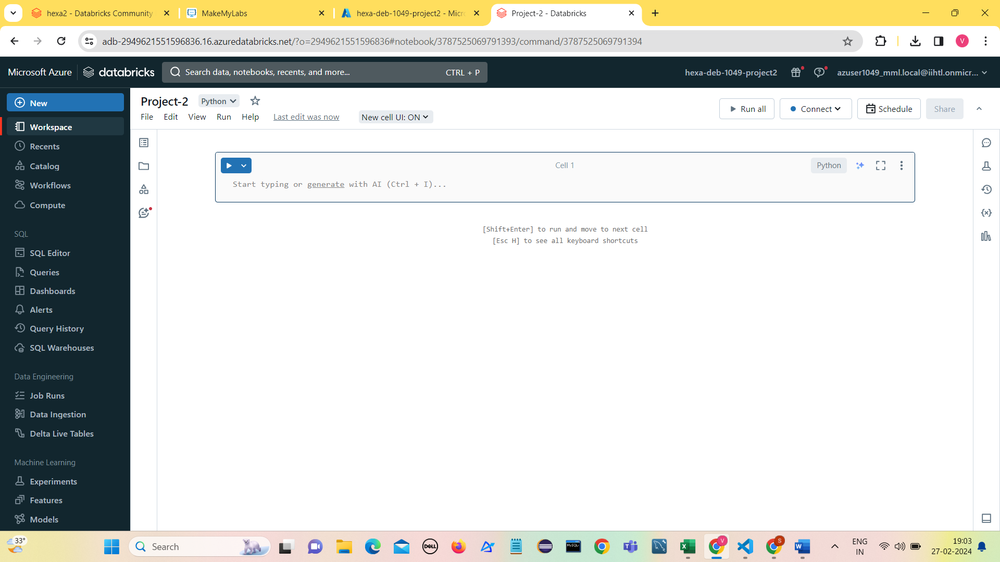 hexa2 - Databricks Community
MakeMyLabs
hexa-deb-1049-project2 - Micr
Project-2 - Databricks
adb-2949621551596836.16.azuredatabricks.net/?o=2949621551596836#notebook/3787525069791393/command/3787525069791394
V
Microsoft Azure
databricks
Search data, notebooks, recents, and more...
CTRL + P
hexa-deb-1049-project2
azuser1049_mml.local@iihtl.onmicr...
New
Workspace
Recents
Catalog
Workflows
Compute
SQL
SQL Editor
Queries
Dashboards
Alerts
Query History
SQL Warehouses
Data Engineering
Job Runs
Data Ingestion
Delta Live Tables
Machine Learning
Experiments
Features
Models
Project-2
Python
File
Edit
View
Run
Help
Last edit was now
New cell UI: ON
Run all
Connect
Schedule
Share
Cell 1
Python
Start typing or generate with AI (Ctrl + I)...
[Shift+Enter] to run and move to next cell
[Esc H] to see all keyboard shortcuts
33°
Search
DELL
MySQL
V
S
ENG
IN
19:03
27-02-2024